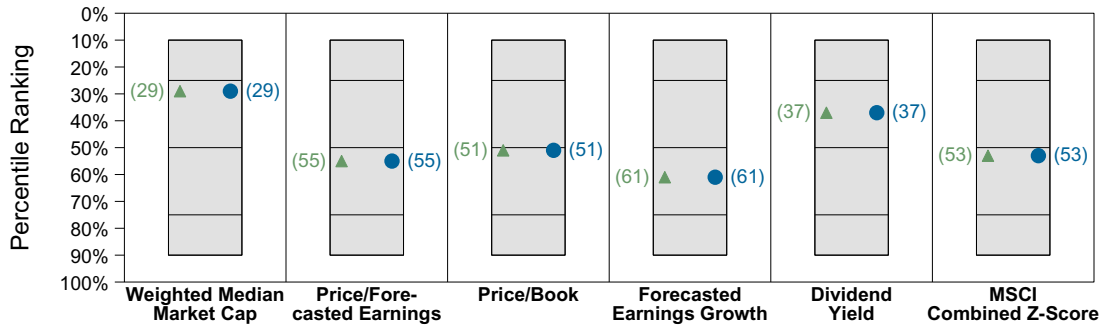 Percentile Ranking
0%
10%
20%
30%
40%
50%
60%
70%
80%
90%
100%
(29) (29)
(55) (55)
(51) (51)
(61) (61)
(37) (37)
(53) (53)
Weighted Median
Market Cap
Price/Fore-
casted Earnings
Price/Book
Forecasted
Earnings Growth
Dividend
Yield
MSCI
Combined Z-Score